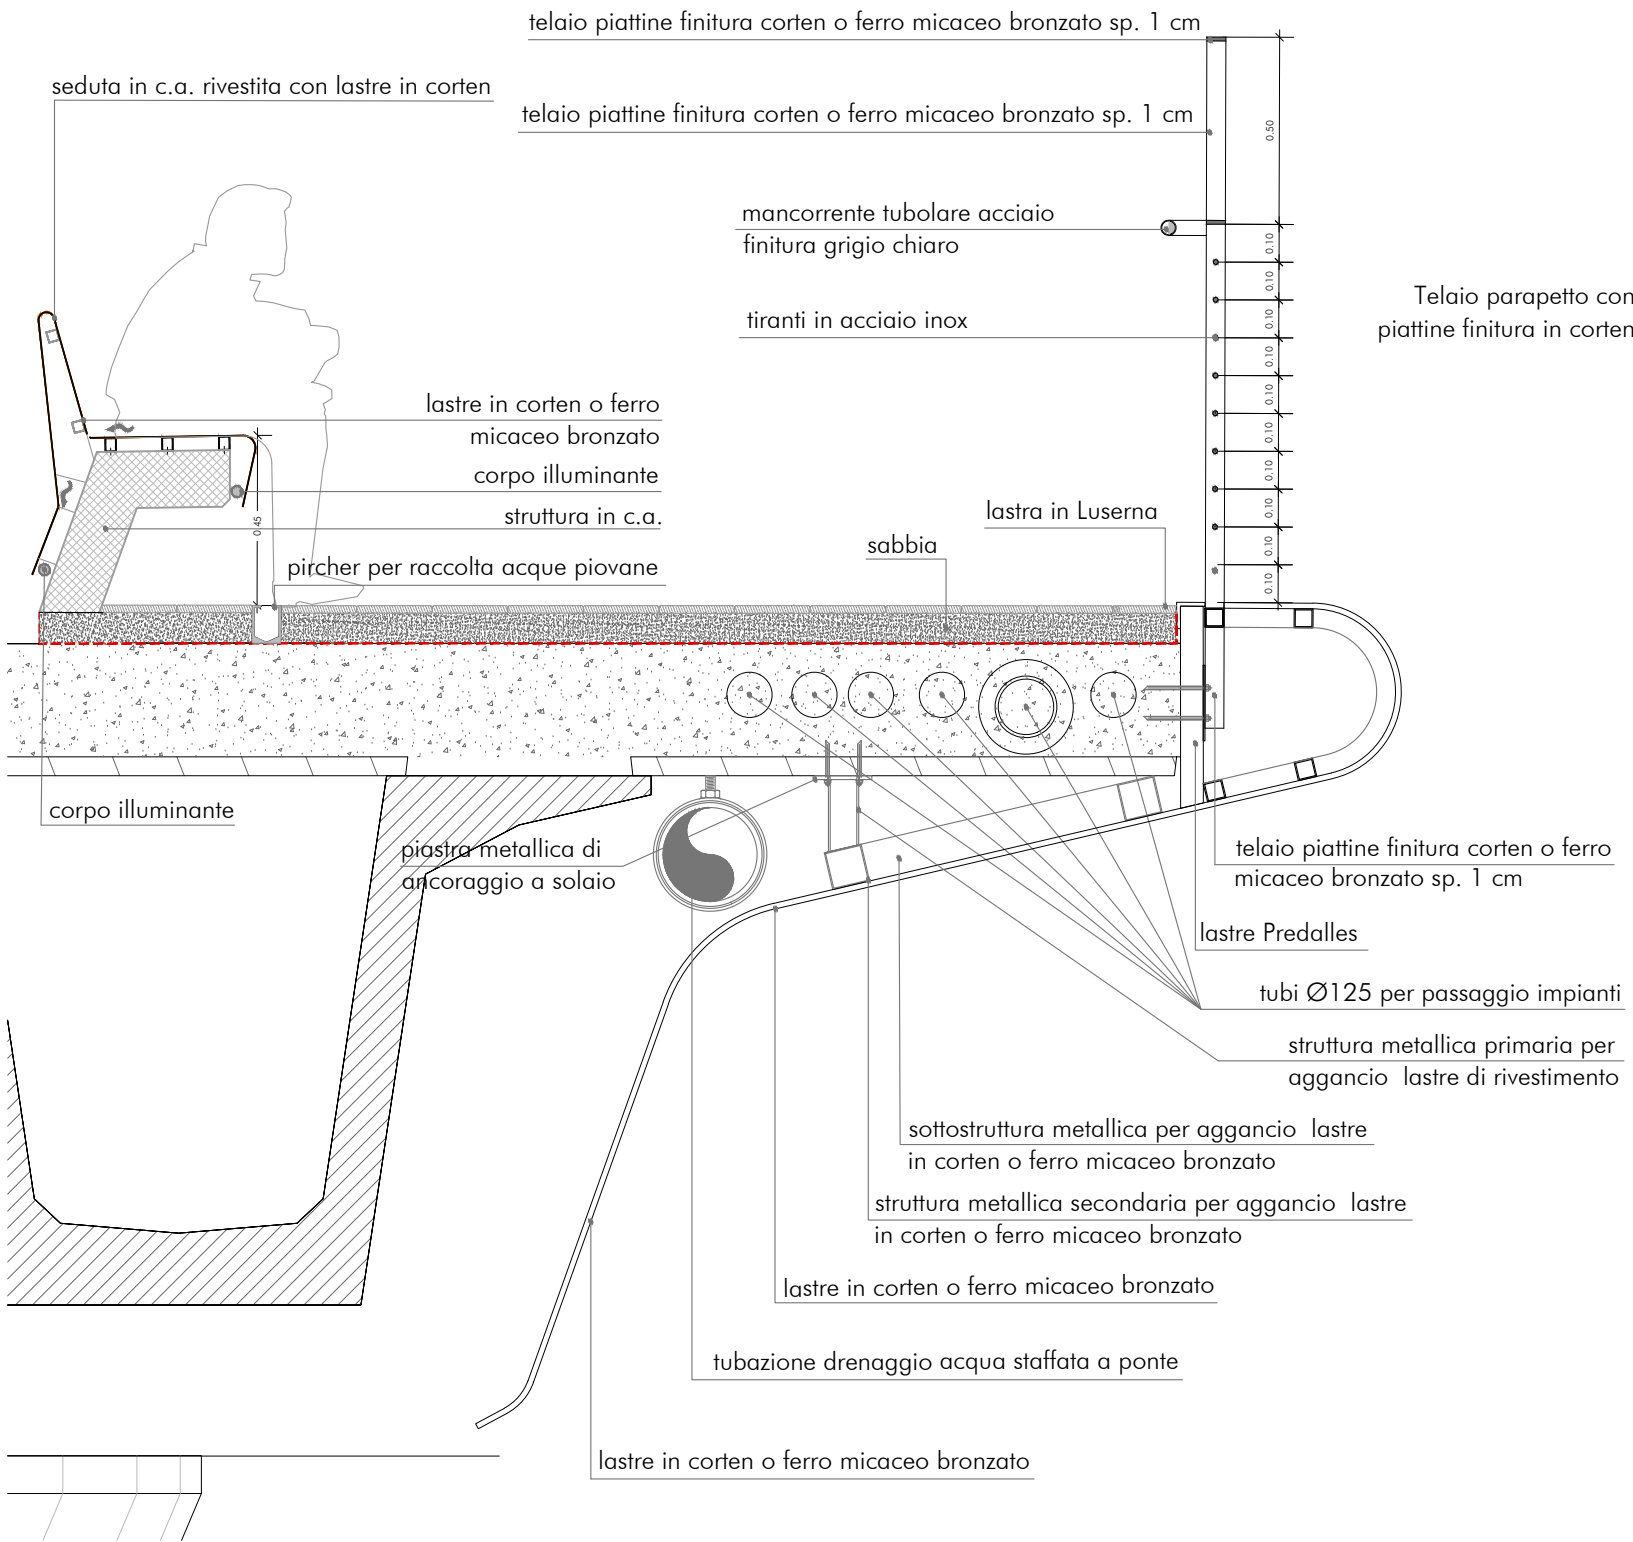 telaio piattine finitura corten o ferro micaceo bronzato sp. 1 cm
seduta in c.a. rivestita con lastre in corten
telaio piattine finitura corten o ferro micaceo bronzato sp. 1 cm
0.50
mancorrente tubolare acciaio
finitura grigio chiaro
0.10
0.10
0.10
0.10
0.10
0.10
0.10
0.10
0.10
0.10
Telaio parapetto con
piattine finitura in corten
tiranti in acciaio inox
lastre in corten o ferro
micaceo bronzato
corpo illuminante
struttura in c.a.
0.45
pircher per raccolta acque piovane
lastra in Luserna
sabbia
corpo illuminante
piastra metallica di
ancoraggio a solaio
telaio piattine finitura corten o ferro
micaceo bronzato sp. 1 cm
lastre Predalles
tubi Ø125 per passaggio impianti
struttura metallica primaria per
aggancio lastre di rivestimento
sottostruttura metallica per aggancio lastre
in corten o ferro micaceo bronzato
struttura metallica secondaria per aggancio lastre
in corten o ferro micaceo bronzato
lastre in corten o ferro micaceo bronzato
tubazione drenaggio acqua staffata a ponte
lastre in corten o ferro micaceo bronzato